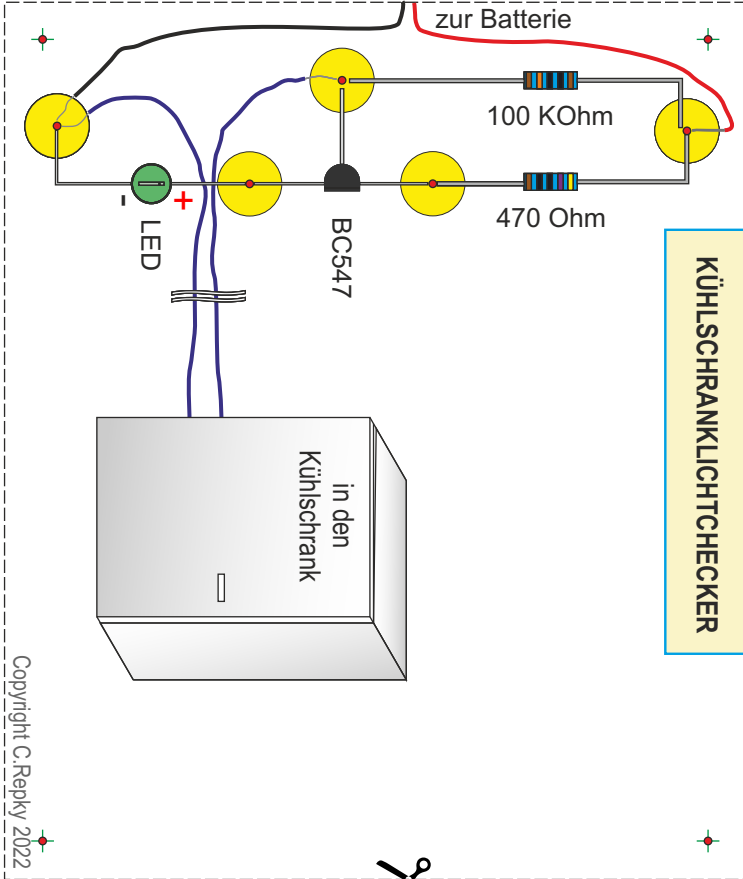 zur Batterie
100 KOhm
470 Ohm
-
+
LED
BC547
KÜHLSCHRANKLICHTCHECKER
in den
Kühlschrank
Copyright C.Repky 2022